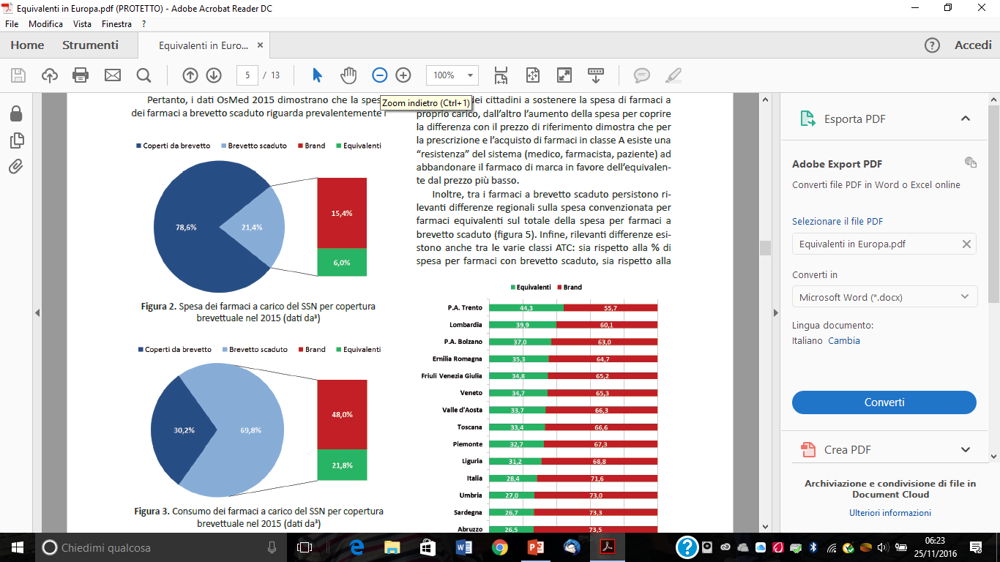 Equivalenti in Europa.pdf (PROTETTO) - Adobe Acrobat Reader DC
File Modifica Vista Finestra ?
Home Strumenti Equivalenti in Euro... × Accedi
5 / 13 100%
Zoom indietro (Ctrl+1)
Pertanto, i dati OsMed 2015 dimostrano che la spesa
dei farmaci a brevetto scaduto riguarda prevalentemente i
Coperti da brevetto Brevetto scaduto Brand Equivalenti
78,6% 21,4% 15,4% 6,0%
Figura 2. Spesa dei farmaci a carico del SSN per copertura
brevettuale nel 2015 (dati da³)
Coperti da brevetto Brevetto scaduto Brand Equivalenti
30,2% 69,8% 48,0% 21,8%
Figura 3. Consumo dei farmaci a carico del SSN per copertura
brevettuale nel 2015 (dati da³)
dei cittadini a sostenere la spesa di farmaci a
proprio carico, dall'altro l'aumento della spesa per coprire
la differenza con il prezzo di riferimento dimostra che per
la prescrizione e l'acquisto di farmaci in classe A esiste una
“resistenza” del sistema (medico, farmacista, paziente) ad
abbandonare il farmaco di marca in favore dell'equivalen-
te dal prezzo più basso.
Inoltre, tra i farmaci a brevetto scaduto persistono ri-
levanti differenze regionali sulla spesa convenzionata per
farmaci equivalenti sul totale della spesa per farmaci a
brevetto scaduto (figura 5). Infine, rilevanti differenze esi-
stono anche tra le varie classi ATC: sia rispetto alla % di
spesa per farmaci con brevetto scaduto, sia rispetto alla
Equivalenti Brand
P.A. Trento 44,3 55,7
Lombardia 39,9 60,1
P.A. Bolzano 37,0 63,0
Emilia Romagna 35,3 64,7
Friuli Venezia Giulia 34,8 65,2
Veneto 34,7 65,3
Valle d'Aosta 33,7 66,3
Toscana 33,4 66,6
Piemonte 32,7 67,3
Liguria 31,2 68,8
Italia 28,4 71,6
Umbria 27,0 73,0
Sardegna 26,7 73,3
Abruzzo 26,5 73,5
Esporta PDF
Adobe Export PDF
Converti file PDF in Word o Excel online
Selezionare il file PDF
Equivalenti in Europa.pdf
Converti in
Microsoft Word (*.docx)
Lingua documento:
Italiano Cambia
Converti
Crea PDF
Archiviazione e condivisione di file in
Document Cloud
Ulteriori informazioni
Chiedimi qualcosa
06:23
25/11/2016